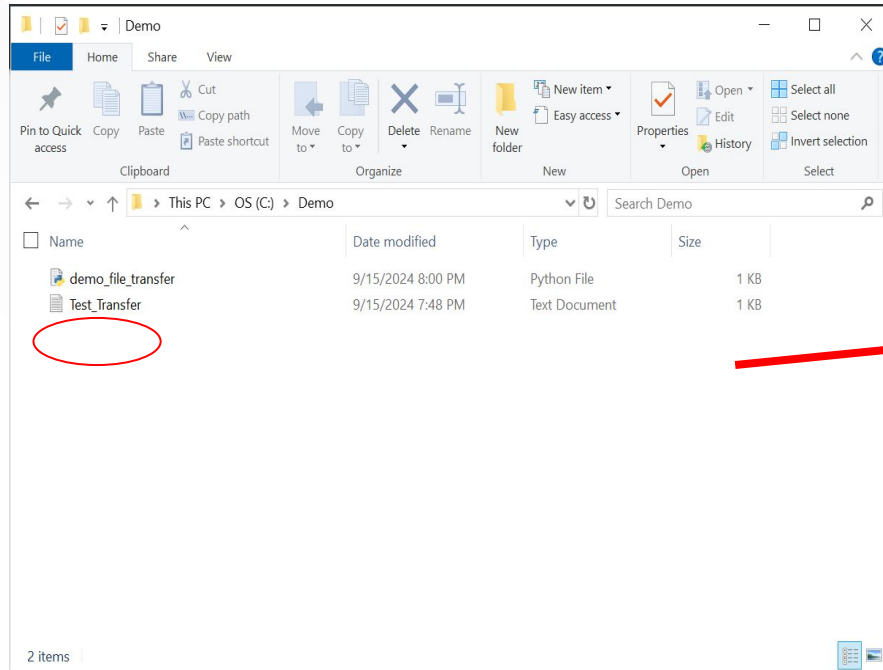 Demo
File Home Share View
Pin to Quick access
Copy
Paste
Cut
Copy path
Paste shortcut
Move to
Copy to
Delete
Rename
New folder
New item
Easy access
Properties
Open
Edit
History
Select all
Select none
Invert selection
Clipboard Organize New Open Select
This PC > OS (C:) > Demo
Search Demo
Name Date modified Type Size
demo_file_transfer 9/15/2024 8:00 PM Python File 1 KB
Test_Transfer 9/15/2024 7:48 PM Text Document 1 KB
2 items